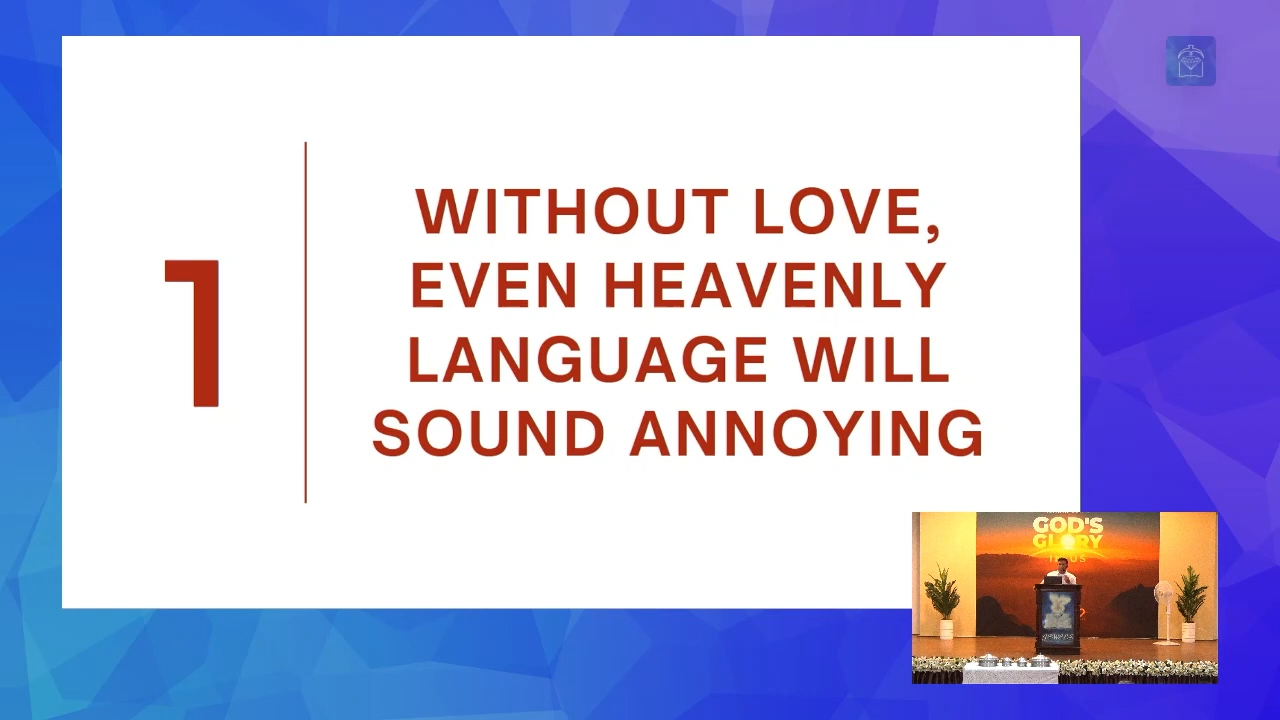 1
WITHOUT LOVE,
EVEN HEAVENLY
LANGUAGE WILL
SOUND ANNOYING
GOD'S
GLORY